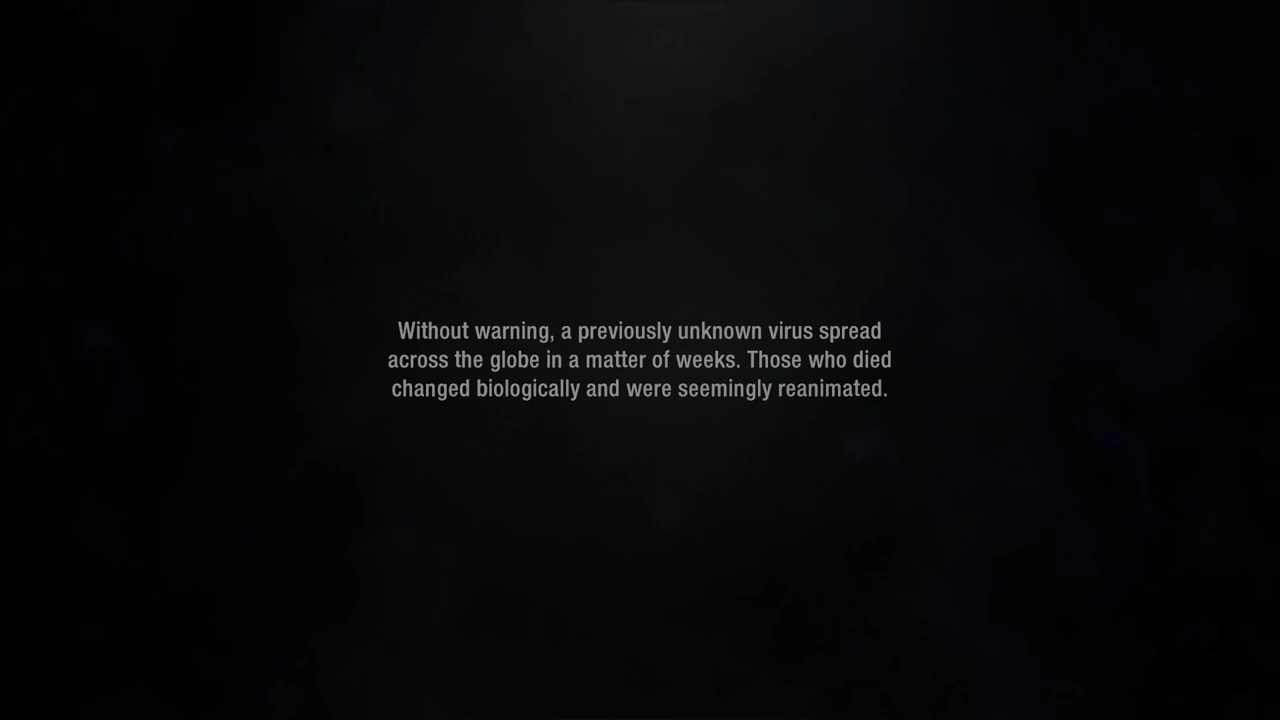 Without warning, a previously unknown virus spread
across the globe in a matter of weeks. Those who died
changed biologically and were seemingly reanimated.